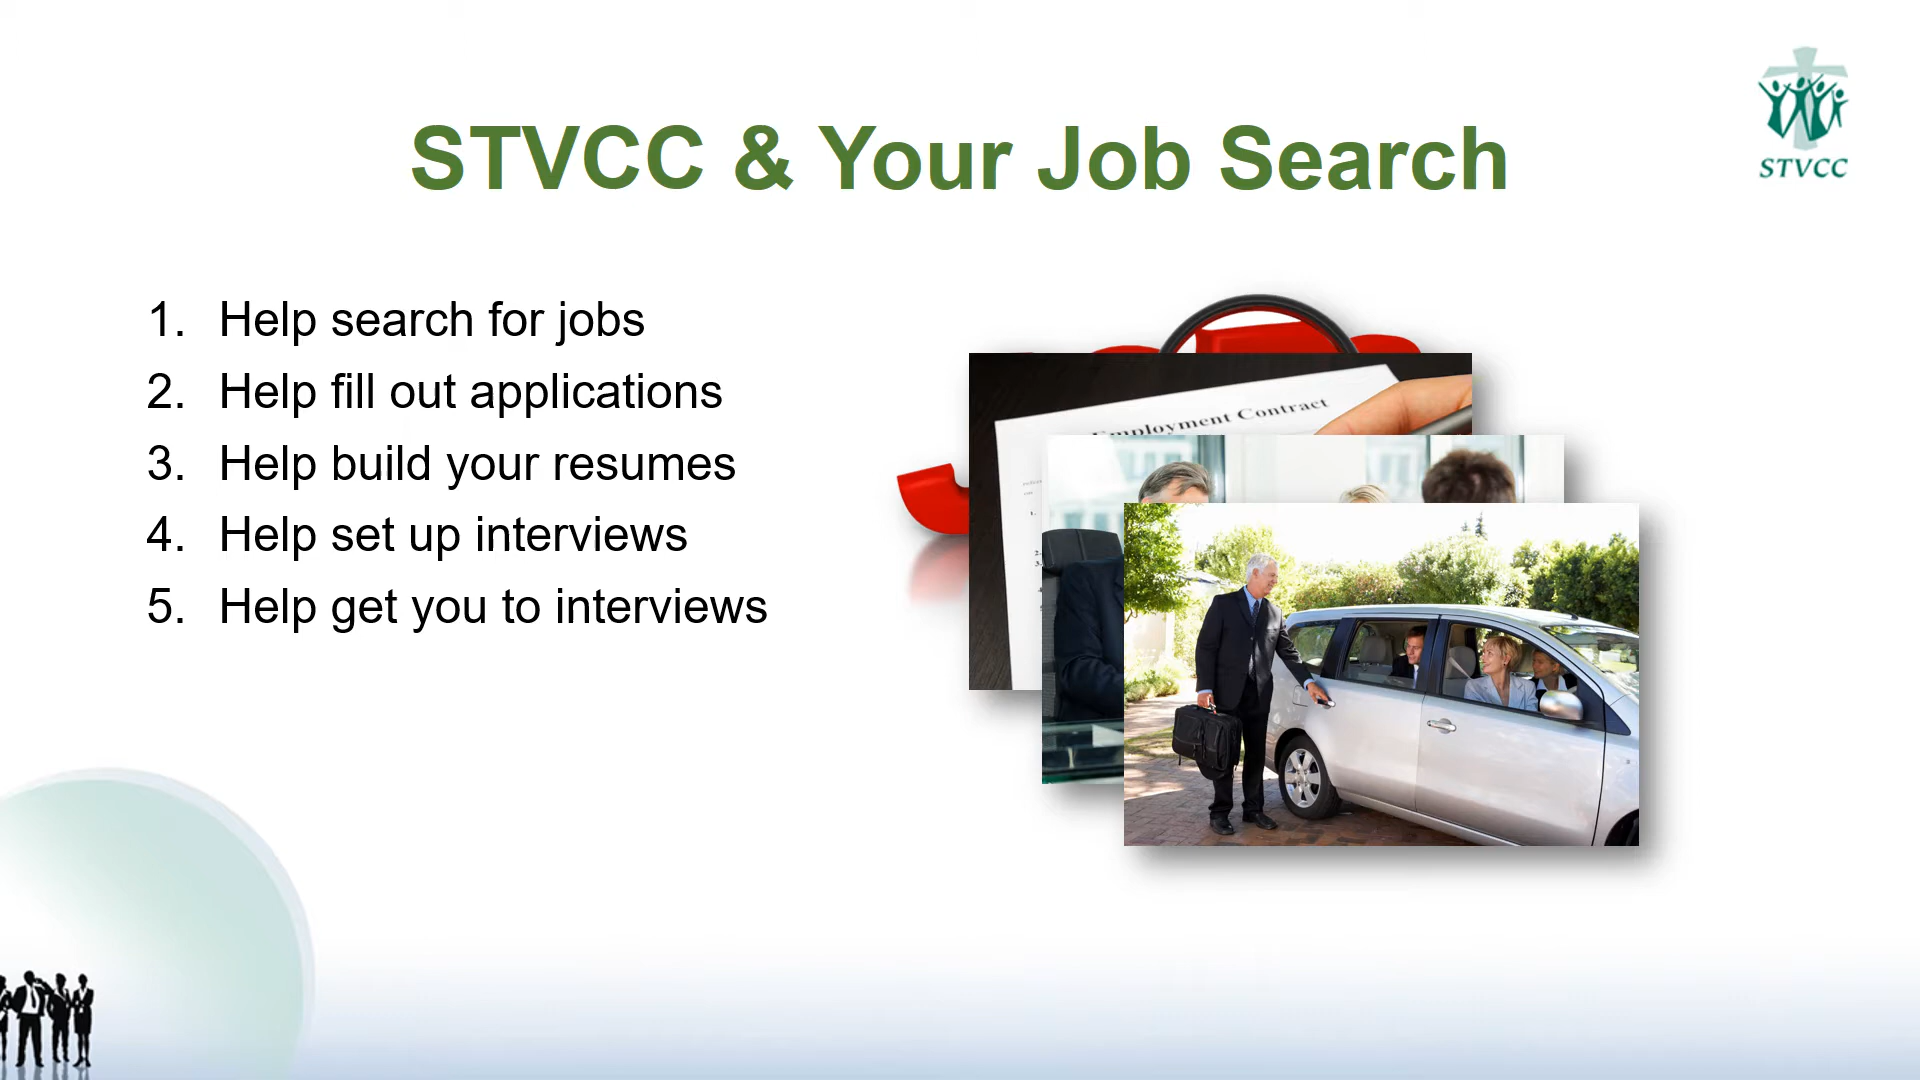 STVCC & Your Job Search
STVCC
1. Help search for jobs
2. Help fill out applications
3. Help build your resumes
4. Help set up interviews
5. Help get you to interviews
Employment Contract